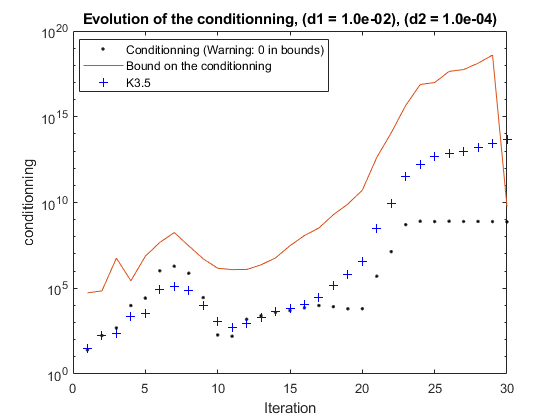 Evolution of the conditionning, (d1 = 1.0e-02), (d2 = 1.0e-04)
10^20
Conditionning (Warning: 0 in bounds)
Bound on the conditionning
K3.5
10^15
10^10
10^5
10^0
conditionning
0 5 10 15 20 25 30
Iteration